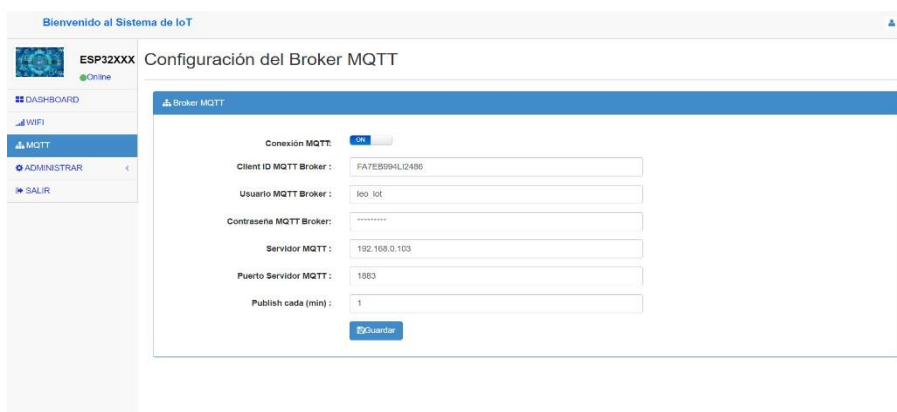 Bienvenido al Sistema de IoT
ESP32XXX
Online
DASHBOARD
WIFI
MQTT
ADMINISTRAR
SALIR
Configuración del Broker MQTT
Broker MQTT
Conexión MQTT: ON
Client ID MQTT Broker : FA7EB994LI2486
Usuario MQTT Broker : leo_iot
Contraseña MQTT Broker: *********
Servidor MQTT : 192.168.0.103
Puerto Servidor MQTT : 1883
Publish cada (min) : 1
Guardar